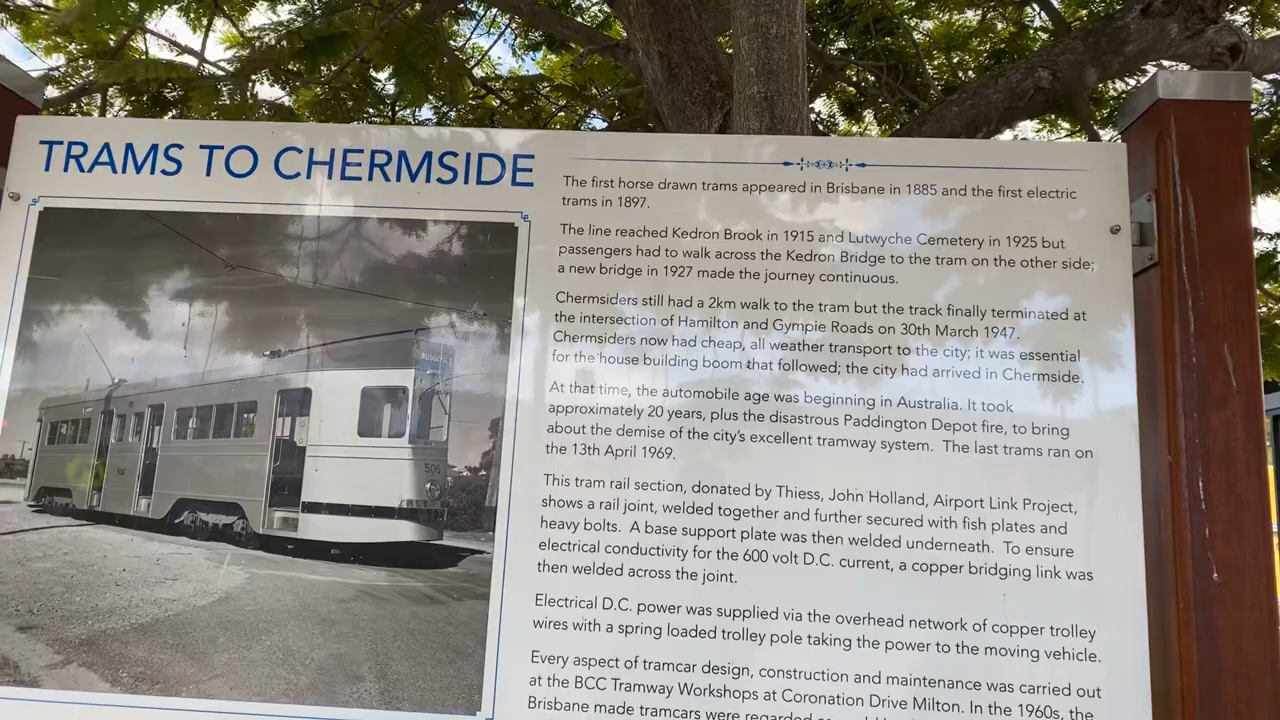 TRAMS TO CHERMSIDE
The first horse drawn trams appeared in Brisbane in 1885 and the first electric
trams in 1897.
The line reached Kedron Brook in 1915 and Lutwyche Cemetery in 1925 but
passengers had to walk across the Kedron Bridge to the tram on the other side;
a new bridge in 1927 made the journey continuous.
Chermsiders still had a 2km walk to the tram but the track finally terminated at
the intersection of Hamilton and Gympie Roads on 30th March 1947.
Chermsiders now had cheap, all weather transport to the city; it was essential
for the house building boom that followed; the city had arrived in Chermside.
At that time, the automobile age was beginning in Australia. It took
approximately 20 years, plus the disastrous Paddington Depot fire, to bring
about the demise of the city's excellent tramway system. The last trams ran on
the 13th April 1969.
This tram rail section, donated by Thiess, John Holland, Airport Link Project,
shows a rail joint, welded together and further secured with fish plates and
heavy bolts. A base support plate was then welded underneath. To ensure
electrical conductivity for the 600 volt D.C. current, a copper bridging link was
then welded across the joint.
Electrical D.C. power was supplied via the overhead network of copper trolley
wires with a spring loaded trolley pole taking the power to the moving vehicle.
Every aspect of tramcar design, construction and maintenance was carried out
at the BCC Tramway Workshops at Coronation Drive Milton. In the 1960s, the
Brisbane made tramcars were regarded
506
506